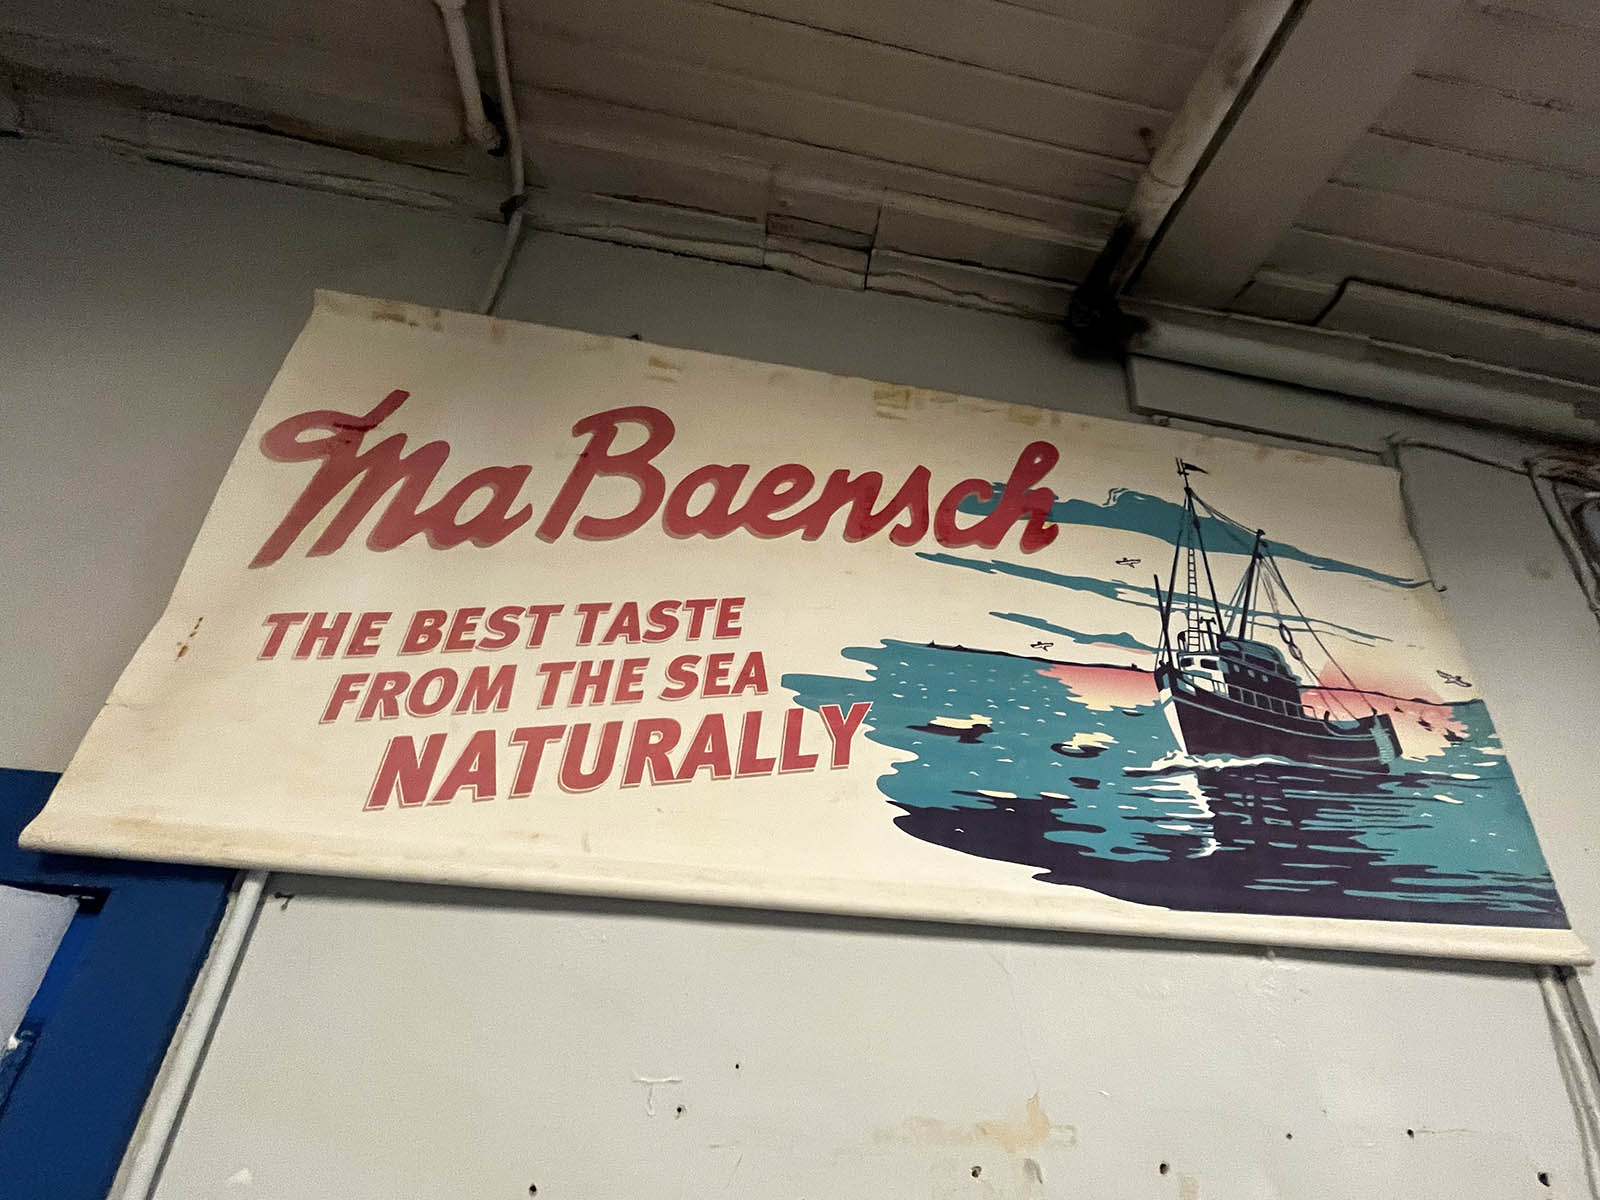 Ma Baensch
THE BEST TASTE
FROM THE SEA
NATURALLY